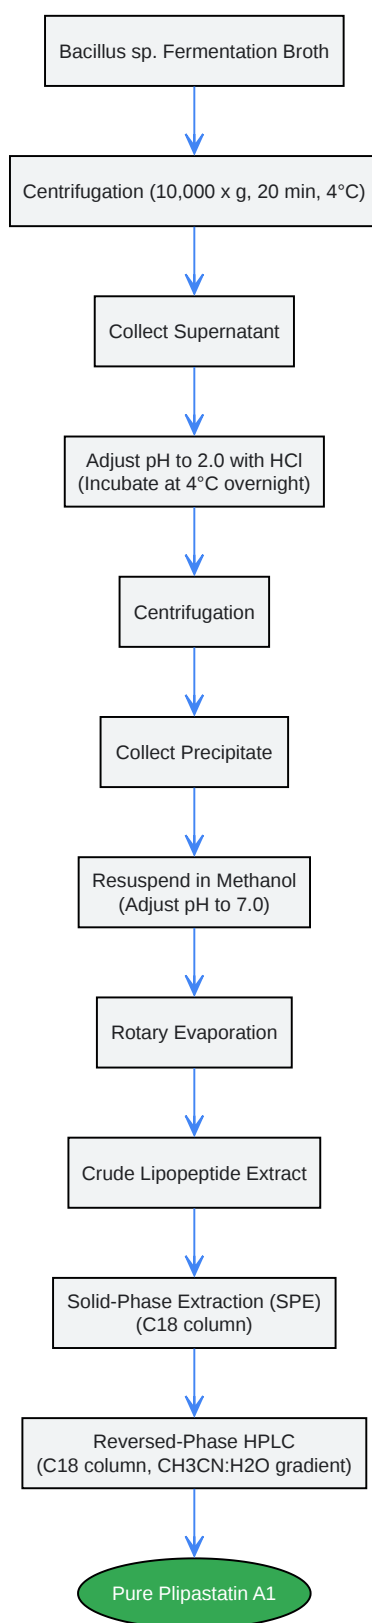 Bacillus sp. Fermentation Broth
Centrifugation (10,000 x g, 20 min, 4°C)
Collect Supernatant
Adjust pH to 2.0 with HCl
(Incubate at 4°C overnight)
Centrifugation
Collect Precipitate
Resuspend in Methanol
(Adjust pH to 7.0)
Rotary Evaporation
Crude Lipopeptide Extract
Solid-Phase Extraction (SPE)
(C18 column)
Reversed-Phase HPLC
(C18 column, CH3CN:H2O gradient)
Pure Plipastatin A1